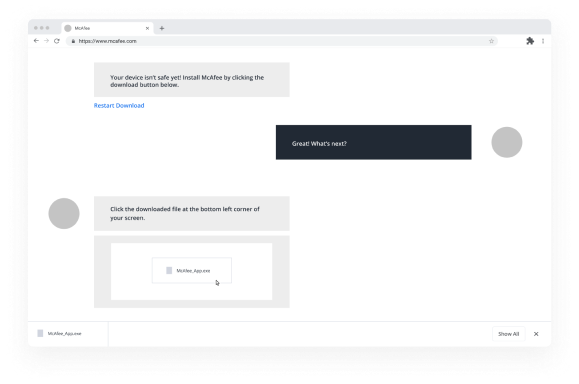 McAfee
https://www.mcafee.com
Your device isn't safe yet! Install McAfee by clicking the
download button below.
Restart Download
Great! What's next?
Click the downloaded file at the bottom left corner of
your screen.
McAfee_App.exe
McAfee_App.exe
Show All